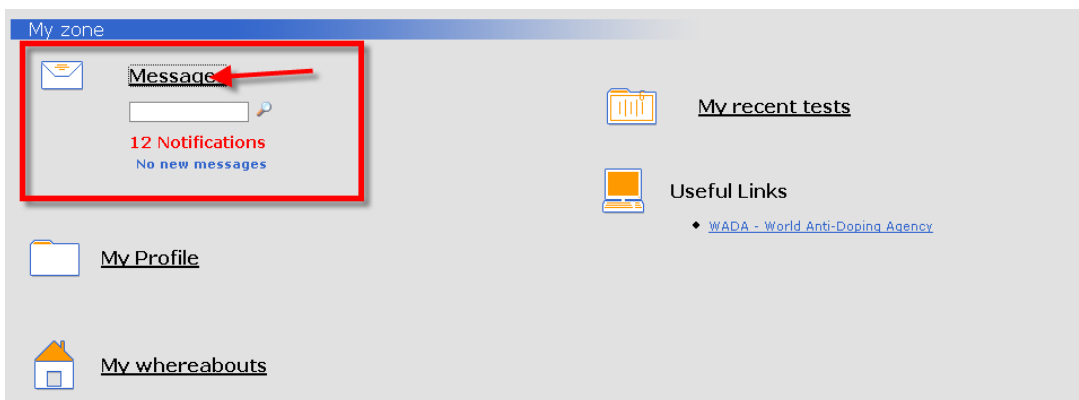 My zone
Message
12 Notifications
No new messages
My Profile
My whereabouts
My recent tests
Useful Links
WADA - World Anti-Doping Agency